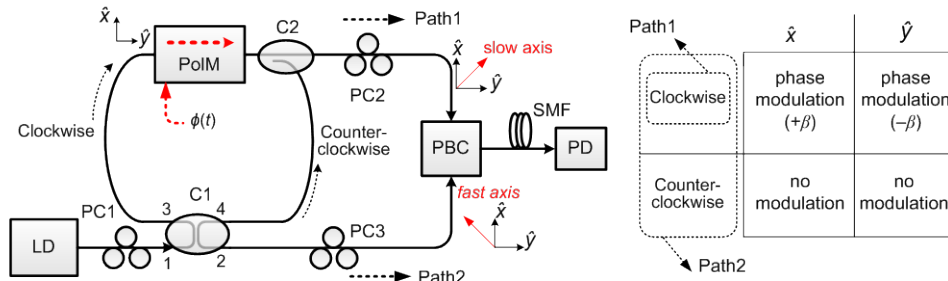 x̂
ŷ
PolM
C2
Path1
x̂
slow axis
ŷ
PC2
ϕ(t)
Clockwise
Counter-
clockwise
SMF
PBC
PD
fast axis
x̂
ŷ
PC1
3
C1
4
LD
1
2
PC3
Path2
Path1
x̂
ŷ
Clockwise
phase
modulation
(+β)
phase
modulation
(−β)
Counter-
clockwise
no
modulation
no
modulation
Path2